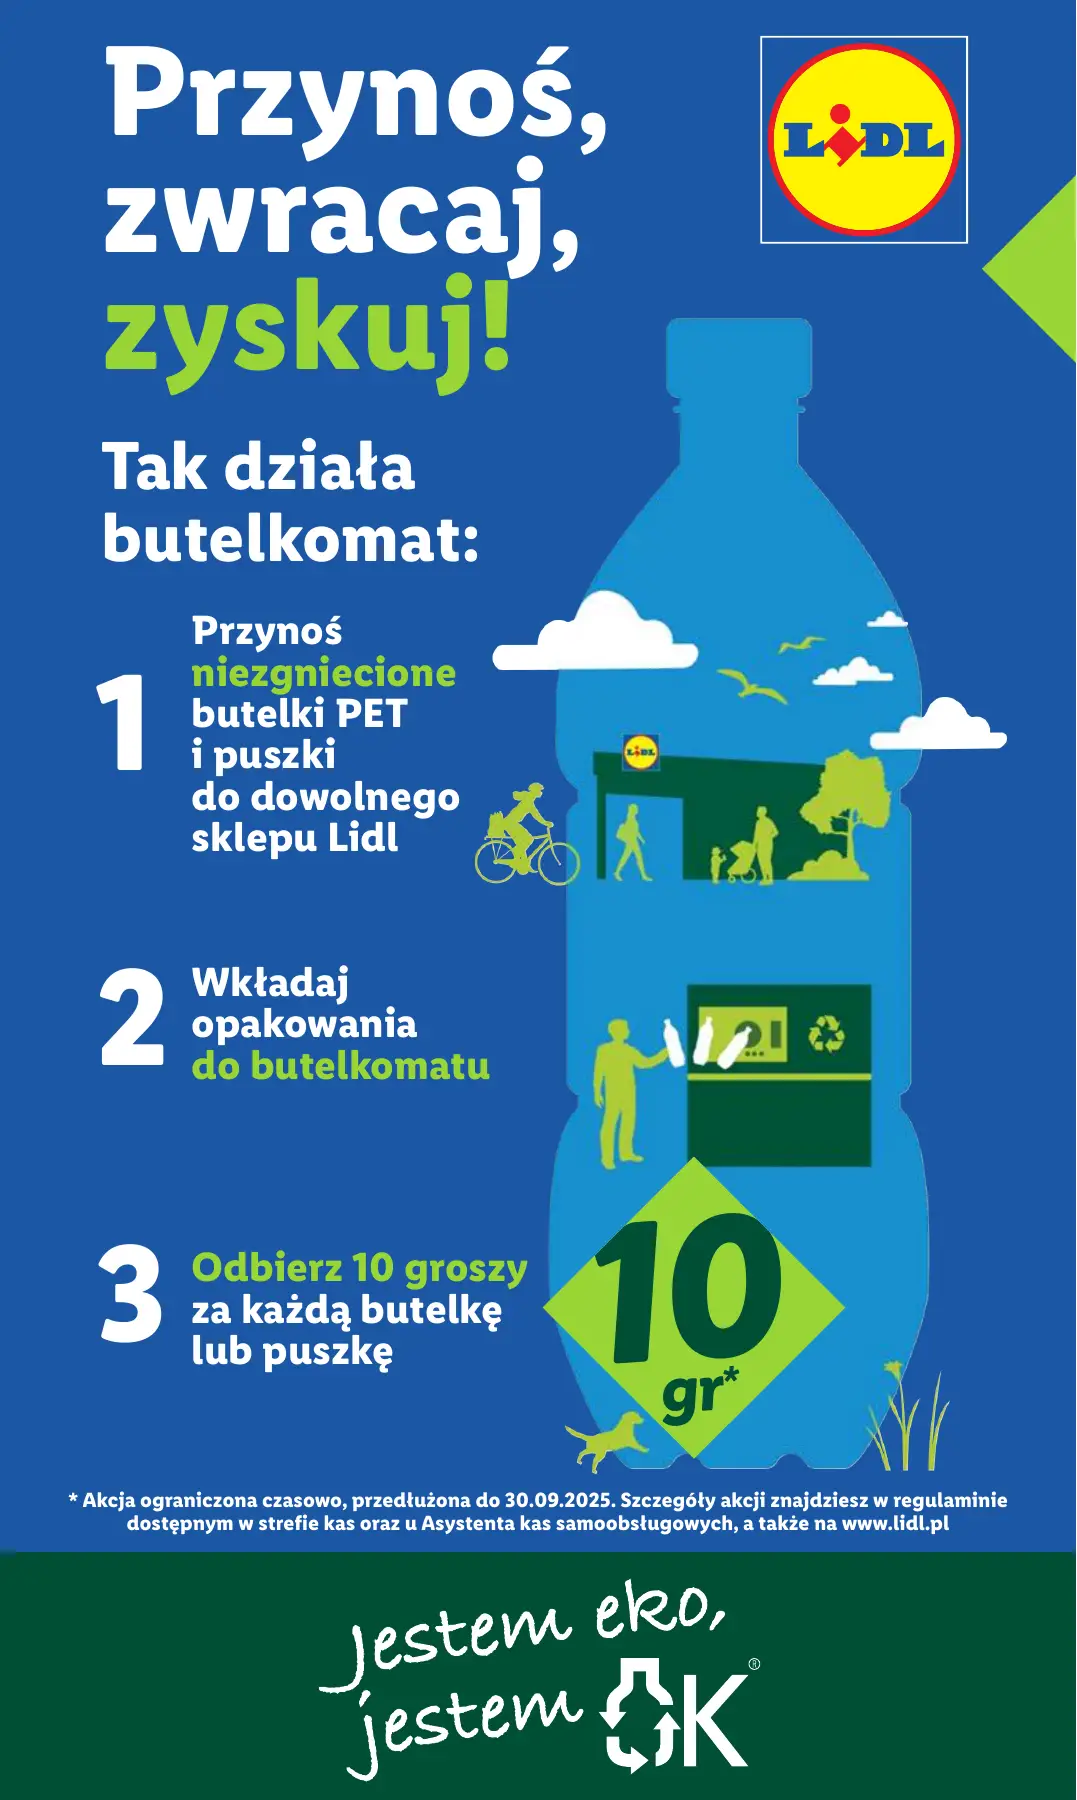 Przynoś,
zwracaj,
zyskuj!
LIDL
Tak działa
butelkomat:
1
Przynoś
niezgniecione
butelki PET
i puszki
do dowolnego
sklepu Lidl
LIDL
2
Wkładaj
opakowania
do butelkomatu
3
Odbierz 10 groszy
za każdą butelkę
lub puszkę
10
gr*
* Akcja ograniczona czasowo, przedłużona do 30.09.2025. Szczegóły akcji znajdziesz w regulaminie
dostępnym w strefie kas oraz u Asystenta kas samoobsługowych, a także na www.lidl.pl
jestem eko,
jestem OK®